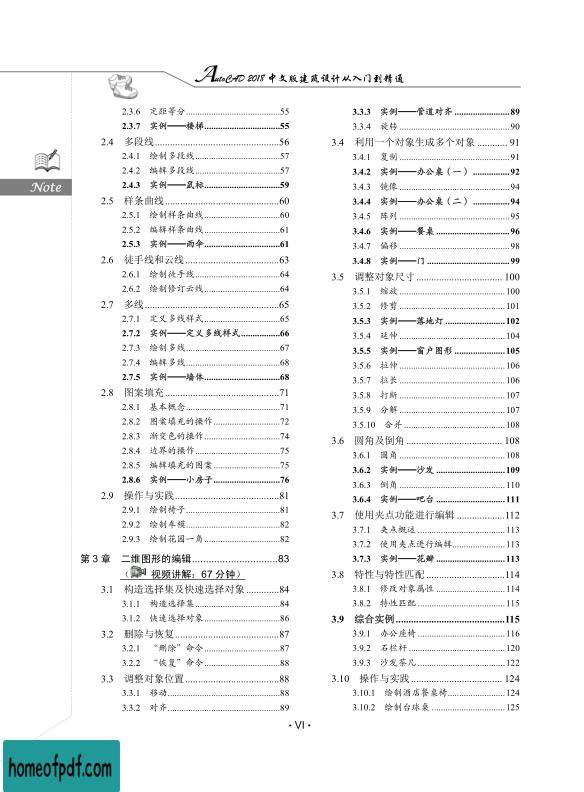 AutoCAD 2018 中文版建筑设计从入门到精通
Note
2.3.6 定距等分......55
2.3.7 实例——楼梯......55
2.4 多段线......56
2.4.1 绘制多段线......57
2.4.2 编辑多段线......57
2.4.3 实例——鼠标......59
2.5 样条曲线......60
2.5.1 绘制样条曲线......60
2.5.2 编辑样条曲线......61
2.5.3 实例——雨伞......61
2.6 徒手线和云线......63
2.6.1 绘制徒手线......64
2.6.2 绘制修订云线......64
2.7 多线......65
2.7.1 定义多线样式......65
2.7.2 实例——定义多线样式......66
2.7.3 绘制多线......67
2.7.4 编辑多线......68
2.7.5 实例——墙体......68
2.8 图案填充......71
2.8.1 基本概念......71
2.8.2 图案填充的操作......72
2.8.3 渐变色的操作......74
2.8.4 边界的操作......75
2.8.5 编辑填充的图案......75
2.8.6 实例——小房子......76
2.9 操作与实践......81
2.9.1 绘制椅子......81
2.9.2 绘制车模......82
2.9.3 绘制花园一角......82
第 3 章 二维图形的编辑......83
（ 视频讲解：67 分钟）
3.1 构造选择集及快速选择对象......84
3.1.1 构造选择集......84
3.1.2 快速选择对象......86
3.2 删除与恢复......87
3.2.1 “删除”命令......87
3.2.2 “恢复”命令......88
3.3 调整对象位置......88
3.3.1 移动......88
3.3.2 对齐......89
3.3.3 实例——管道对齐......89
3.3.4 旋转......90
3.4 利用一个对象生成多个对象......91
3.4.1 复制......91
3.4.2 实例——办公桌（一）......92
3.4.3 镜像......94
3.4.4 实例——办公桌（二）......94
3.4.5 阵列......95
3.4.6 实例——餐桌......96
3.4.7 偏移......98
3.4.8 实例——门......99
3.5 调整对象尺寸......100
3.5.1 缩放......100
3.5.2 修剪......101
3.5.3 实例——落地灯......102
3.5.4 延伸......104
3.5.5 实例——窗户图形......105
3.5.6 拉伸......106
3.5.7 拉长......106
3.5.8 打断......107
3.5.9 分解......107
3.5.10 合并......108
3.6 圆角及倒角......108
3.6.1 圆角......108
3.6.2 实例——沙发......109
3.6.3 倒角......110
3.6.4 实例——吧台......111
3.7 使用夹点功能进行编辑......112
3.7.1 夹点概述......113
3.7.2 使用夹点进行编辑......113
3.7.3 实例——花瓣......113
3.8 特性与特性匹配......114
3.8.1 修改对象属性......114
3.8.2 特性匹配......115
3.9 综合实例......115
3.9.1 办公座椅......116
3.9.2 石栏杆......120
3.9.3 沙发茶几......122
3.10 操作与实践......124
3.10.1 绘制酒店餐桌椅......124
3.10.2 绘制台球桌......125
· VI ·
homeofpdf.com